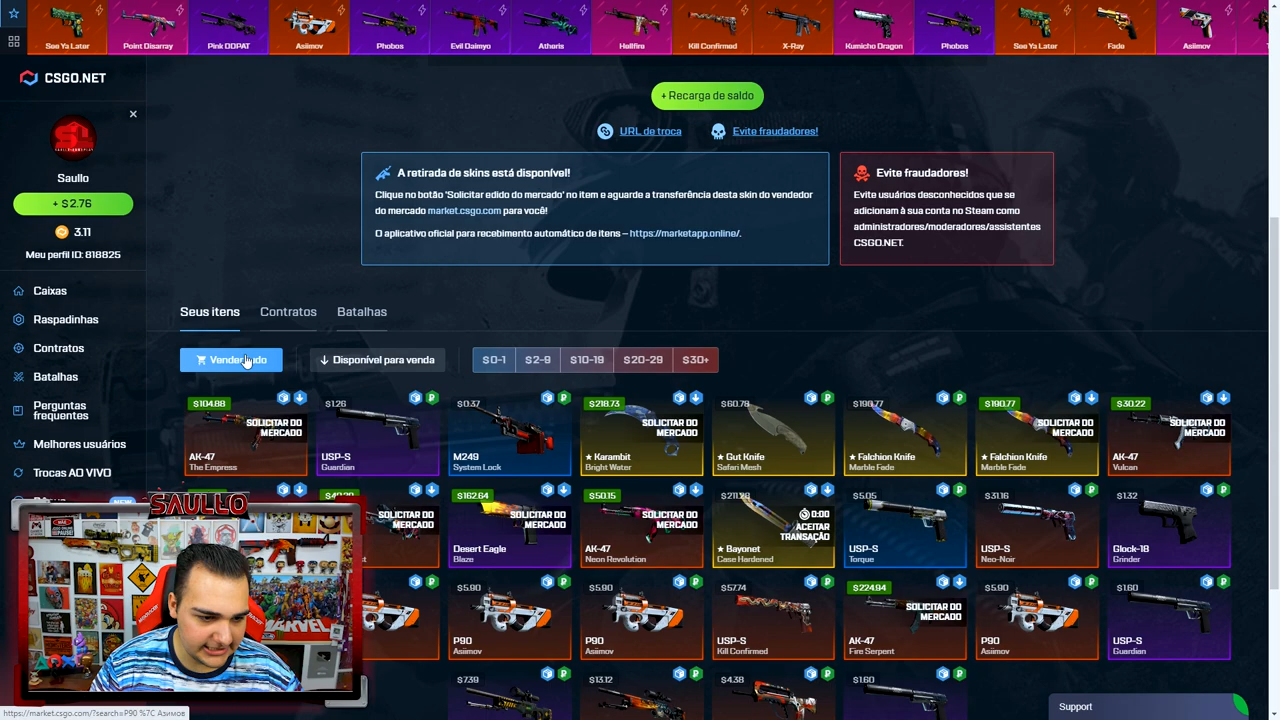 See Ya Later
Point Disarray
Pink DDPAT
Asiimov
Phobos
Evil Daimyo
Atheris
Hellfire
Kill Confirmed
X-Ray
Kumicho Dragon
Phobos
See Ya Later
Fade
Asiimov
CSGO.NET
+ Recarga de saldo
URL de troca
Evite fraudadores!
Saullo
+ $ 2.76
3.11
Meu perfil ID: 818825
A retirada de skins está disponível!
Clique no botão 'Solicitar edido do mercado' no item e aguarde a transferência desta skin do vendedor
do mercado market.csgo.com para você!
O aplicativo oficial para recebimento automático de itens – https://marketapp.online/.
Evite fraudadores!
Evite usuários desconhecidos que se
adicionam à sua conta no Steam como
administradores/moderadores/assistentes
CSGO.NET.
Caixas
Raspadinhas
Contratos
Batalhas
Perguntas
frequentes
Melhores usuários
Trocas AO VIVO
NEW
Seus itens
Contratos
Batalhas
Disponível para venda
$0-1
$2-9
$10-19
$20-29
$30+
$104.88
SOLICITAR DO
MERCADO
AK-47
The Empress
$1.26
USP-S
Guardian
$0.37
M249
System Lock
$218.73
SOLICITAR DO
MERCADO
★ Karambit
Bright Water
$60.78
★ Gut Knife
Safari Mesh
$190.77
★ Falchion Knife
Marble Fade
$190.77
SOLICITAR DO
MERCADO
★ Falchion Knife
Marble Fade
$30.22
SOLICITAR DO
MERCADO
AK-47
Vulcan
SOLICITAR DO
MERCADO
$162.64
SOLICITAR DO
MERCADO
Desert Eagle
Blaze
$50.15
SOLICITAR DO
MERCADO
AK-47
Neon Revolution
0:00
ACEITAR
TRANSAÇÃO
★ Bayonet
Case Hardened
$5.05
USP-S
Torque
$31.16
USP-S
Neo-Noir
$1.32
Glock-18
Grinder
$5.90
P90
Asiimov
$5.90
P90
Asiimov
$57.74
USP-S
Kill Confirmed
$224.94
SOLICITAR DO
MERCADO
AK-47
Fire Serpent
$5.90
P90
Asiimov
$1.60
USP-S
Guardian
$7.39
$13.12
$4.38
$1.60
SAULLO
MARVEL
Support
https://market.csgo.com/?search=P90 %7C Азимов